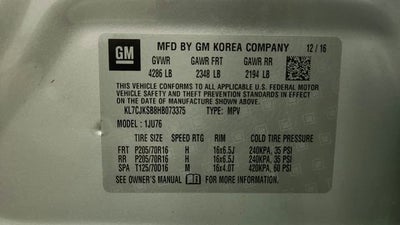 GM MFD BY GM KOREA COMPANY 12/16
GVWR GAWR FRT GAWR RR
4286 LB 2348 LB 2194 LB
THIS VEHICLE CONFORMS TO ALL APPLICABLE U.S. FEDERAL MOTOR
VEHICLE SAFETY AND THEFT PREVENTION STANDARDS IN EFFECT ON
THE DATE OF MANUFACTURE SHOWN ABOVE.
KL7CJKSB8HB073375 TYPE: MPV
MODEL: 1JU76
TIRE SIZE SPEED RTG RIM COLD TIRE PRESSURE
FRT P205/70R16 H 16x6.5J 240KPA, 35 PSI
RR P205/70R16 H 16x6.5J 240KPA, 35 PSI
SPA T125/70D16 M 16x4.0T 420KPA, 60 PSI
SEE OWNER'S MANUAL FOR MORE INFORMATION.